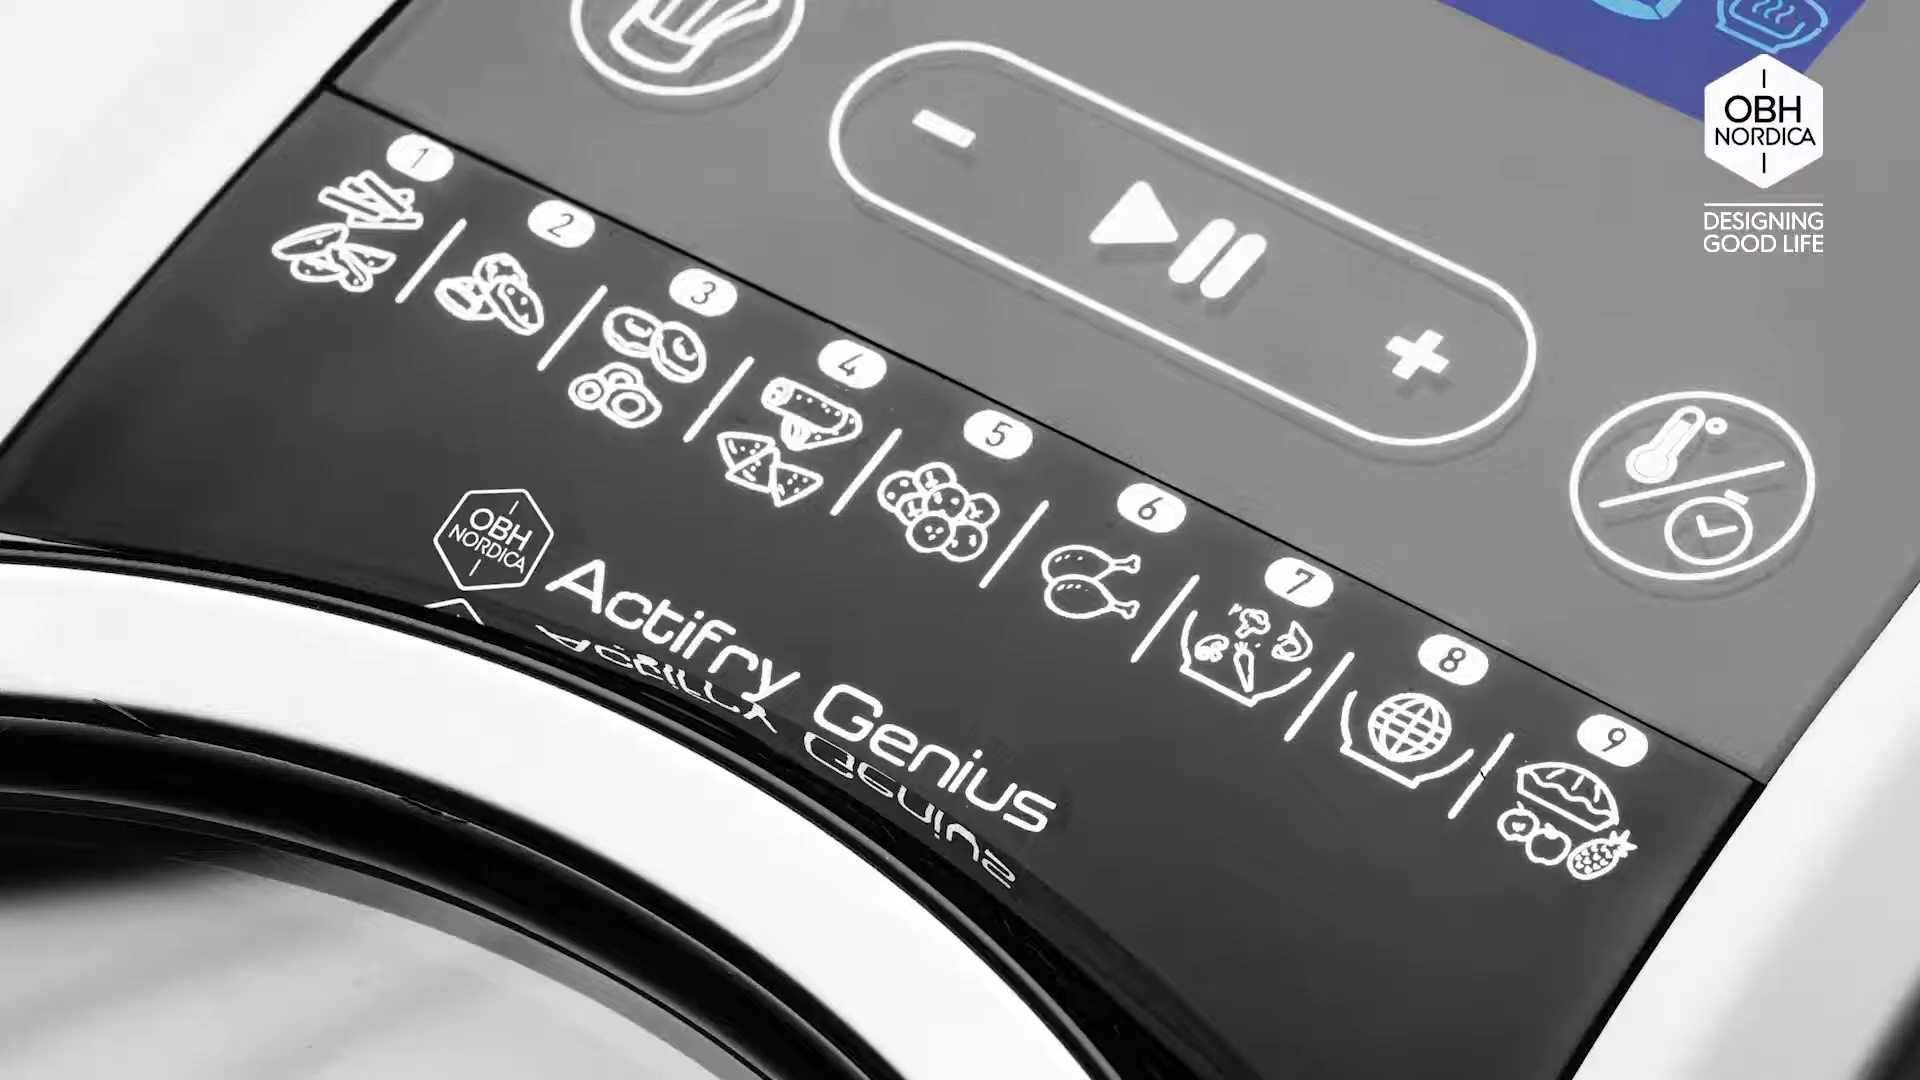 OBH
NORDICA
DESIGNING
GOOD LIFE
1
2
3
4
5
6
7
8
9
OBH
NORDICA
Actifry Genius